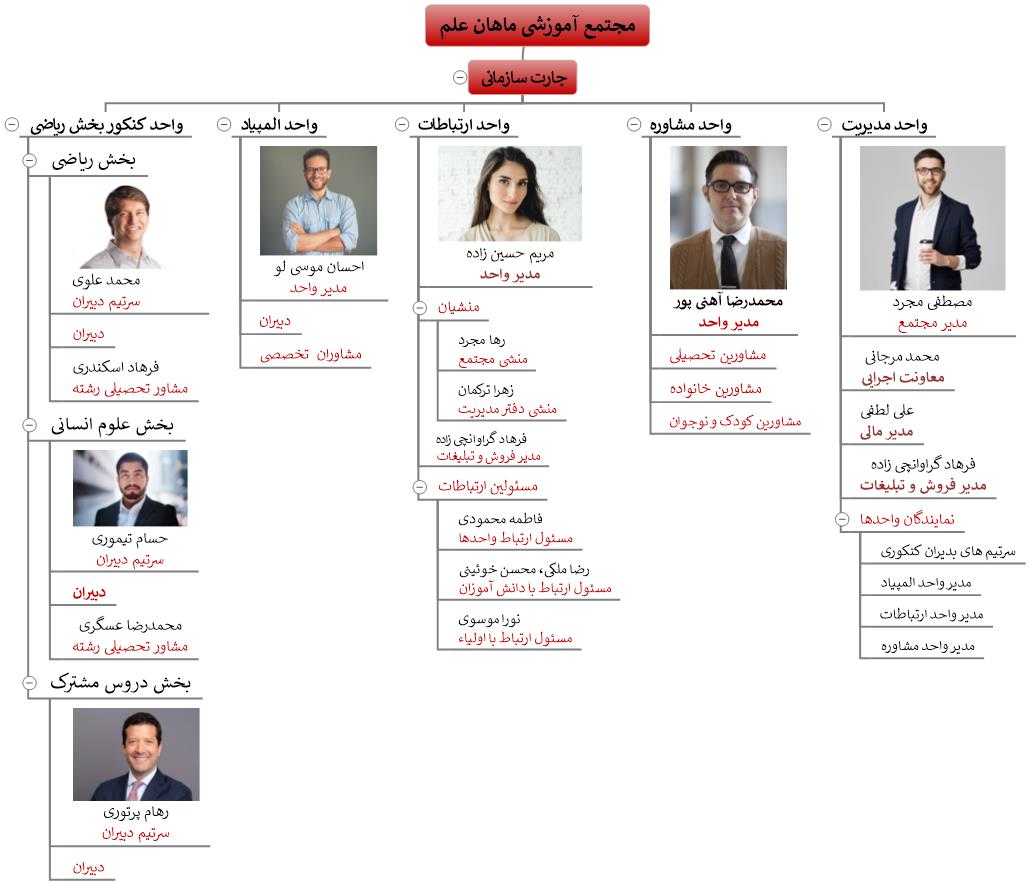 مجتمع آموزشی ماهان علم
چارت سازمانی
واحد مدیریت
مصطفی مجرد
مدیر مجتمع
محمد مرجانی
معاونت اجرایی
علی لطفی
مدیر مالی
فرهاد گراوانچی زاده
مدیر فروش و تبلیغات
نمایندگان واحدها
سرتیم های بدیران کنکوری
مدیر واحد المپیاد
مدیر واحد ارتباطات
مدیر واحد مشاوره
واحد مشاوره
محمدرضا آهنی پور
مدیر واحد
مشاورین تحصیلی
مشاورین خانواده
مشاورین کودک و نوجوان
واحد ارتباطات
مریم حسین زاده
مدیر واحد
منشیان
رها مجرد
منشی مجتمع
زهرا ترکمان
منشی دفتر مدیریت
فرهاد گراوانچی زاده
مدیر فروش و تبلیغات
مسئولین ارتباطات
فاطمه محمودی
مسئول ارتباط واحدها
رضا ملکی، محسن خوئینی
مسئول ارتباط با دانش آموزان
نورا موسوی
مسئول ارتباط با اولیاء
واحد المپیاد
احسان موسی لو
مدیر واحد
دبیران
مشاوران تخصصی
واحد کنکور بخش ریاضی
بخش ریاضی
محمد علوی
سرتیم دبیران
دبیران
فرهاد اسکندری
مشاور تحصیلی رشته
بخش علوم انسانی
حسام تیموری
سرتیم دبیران
دبیران
محمدرضا عسگری
مشاور تحصیلی رشته
بخش دروس مشترک
رهام پرتوری
سرتیم دبیران
دبیران